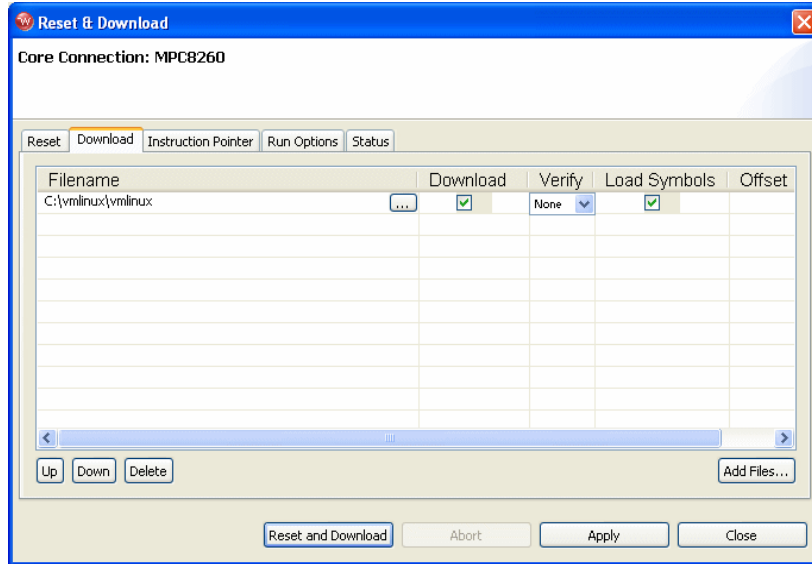 Reset & Download
Core Connection: MPC8260
Reset Download Instruction Pointer Run Options Status
Filename Download Verify Load Symbols Offset
C:\vmlinux\vmlinux ... None
Up Down Delete Add Files...
Reset and Download Abort Apply Close